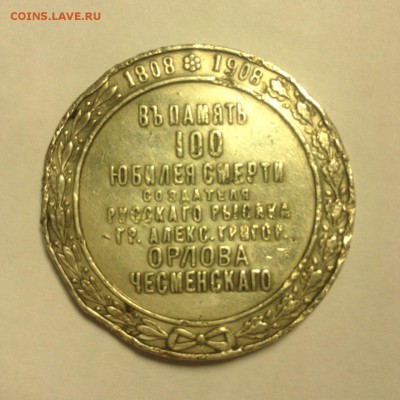 COINS.LAVE.RU
1808 1908
ВЪ ПАМЯТЬ
100
ЮБИЛЕЯ СМЕРТИ
СОЗДАТЕЛЯ
РУССКАГО РЫСАКА
ГР. АЛЕКС. ГРИГОР.
ОРЛОВА
ЧЕСМЕНСКАГО